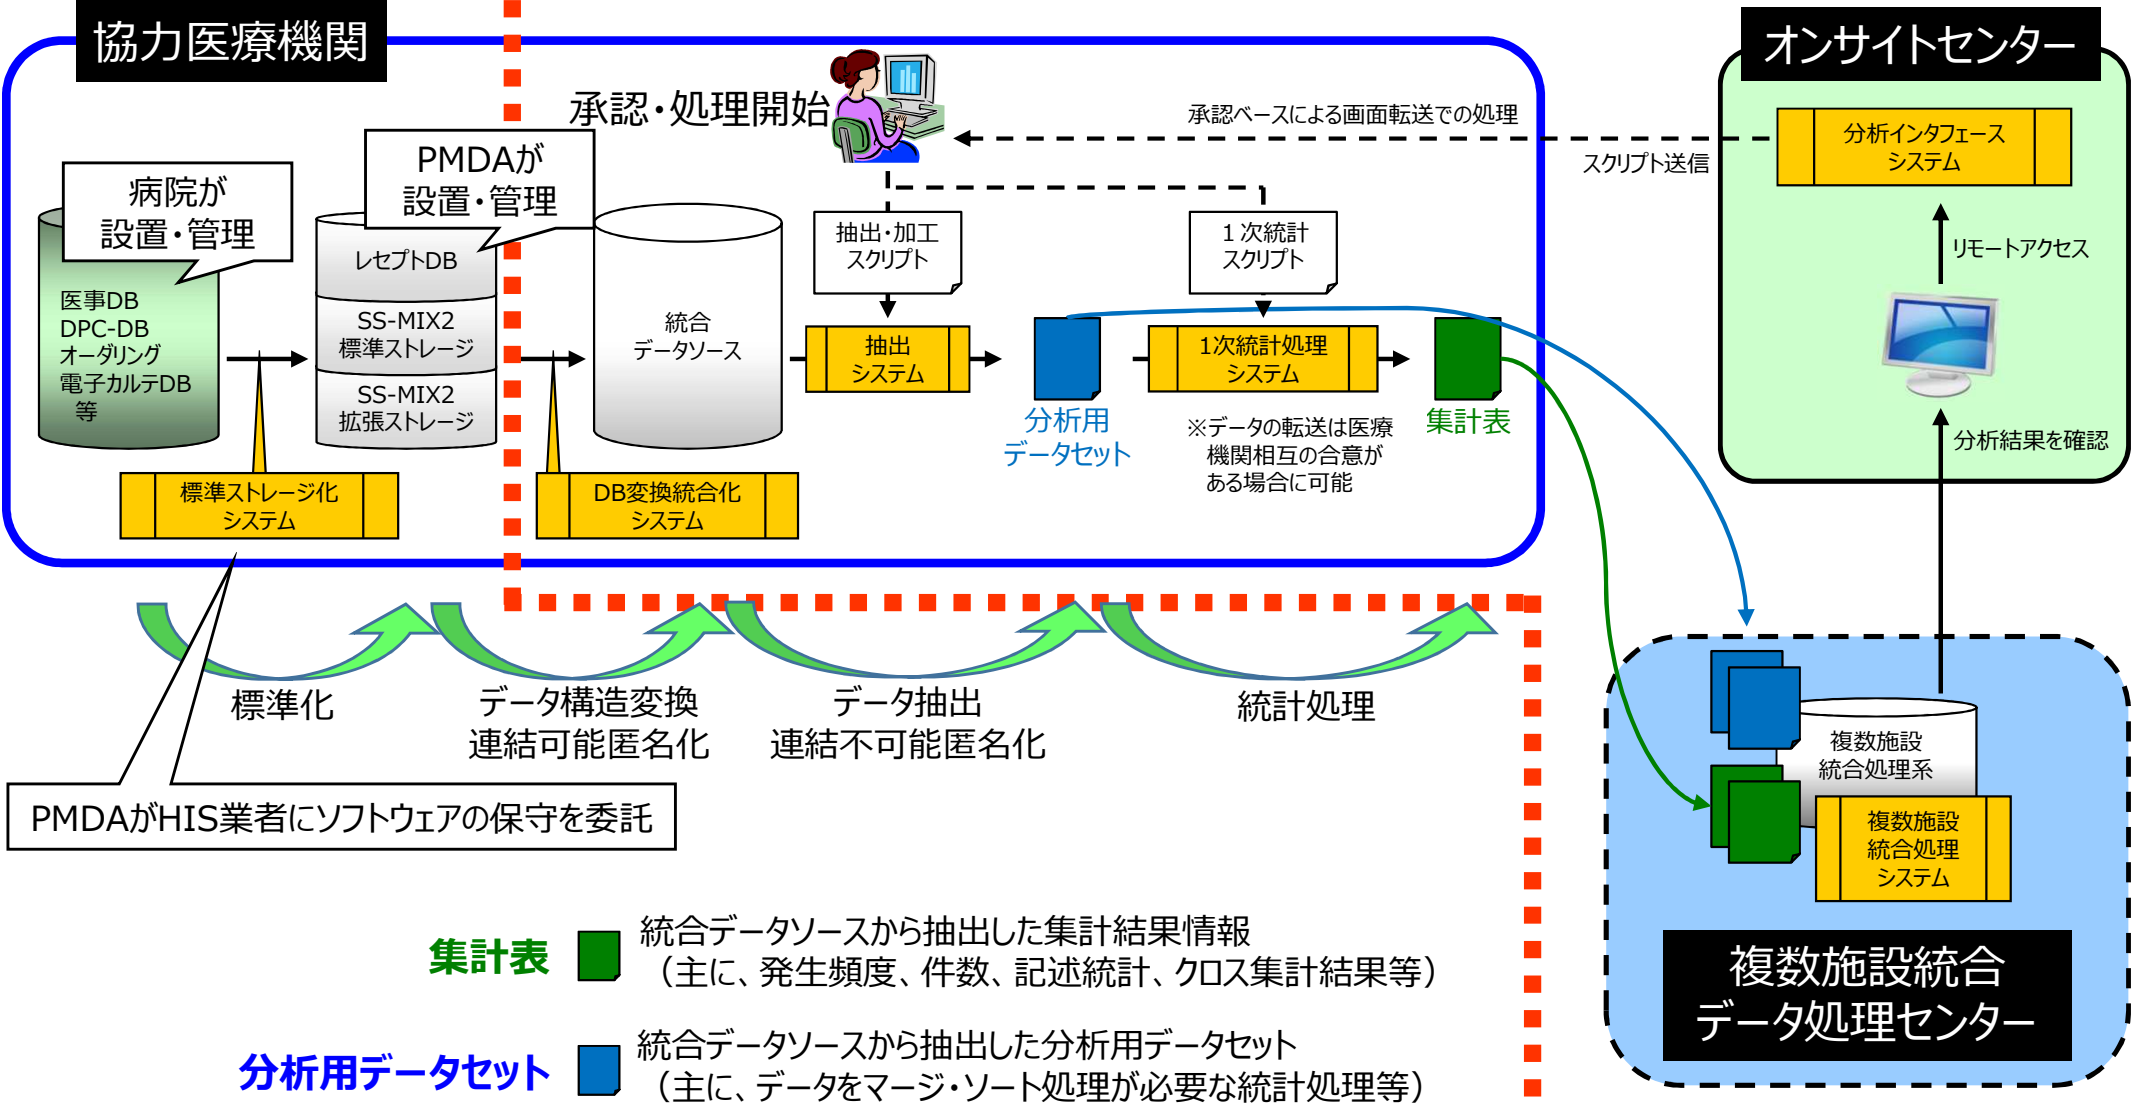 協力医療機関
オンサイトセンター
承認・処理開始
承認ベースによる画面転送での処理
スクリプト送信
分析インタフェース
システム
リモートアクセス
分析結果を確認
病院が
設置・管理
PMDAが
設置・管理
医事DB
DPC-DB
オーダリング
電子カルテDB
等
レセプトDB
SS-MIX2
標準ストレージ
SS-MIX2
拡張ストレージ
統合
データソース
抽出・加工
スクリプト
抽出
システム
1次統計
スクリプト
1次統計処理
システム
分析用
データセット
集計表
※データの転送は医療
機関相互の合意が
ある場合に可能
標準ストレージ化
システム
DB変換統合化
システム
標準化
データ構造変換
連結可能匿名化
データ抽出
連結不可能匿名化
統計処理
PMDAがHIS業者にソフトウェアの保守を委託
複数施設
統合処理系
複数施設
統合処理
システム
複数施設統合
データ処理センター
集計表
統合データソースから抽出した集計結果情報
（主に、発生頻度、件数、記述統計、クロス集計結果等）
分析用データセット
統合データソースから抽出した分析用データセット
（主に、データをマージ・ソート処理が必要な統計処理等）